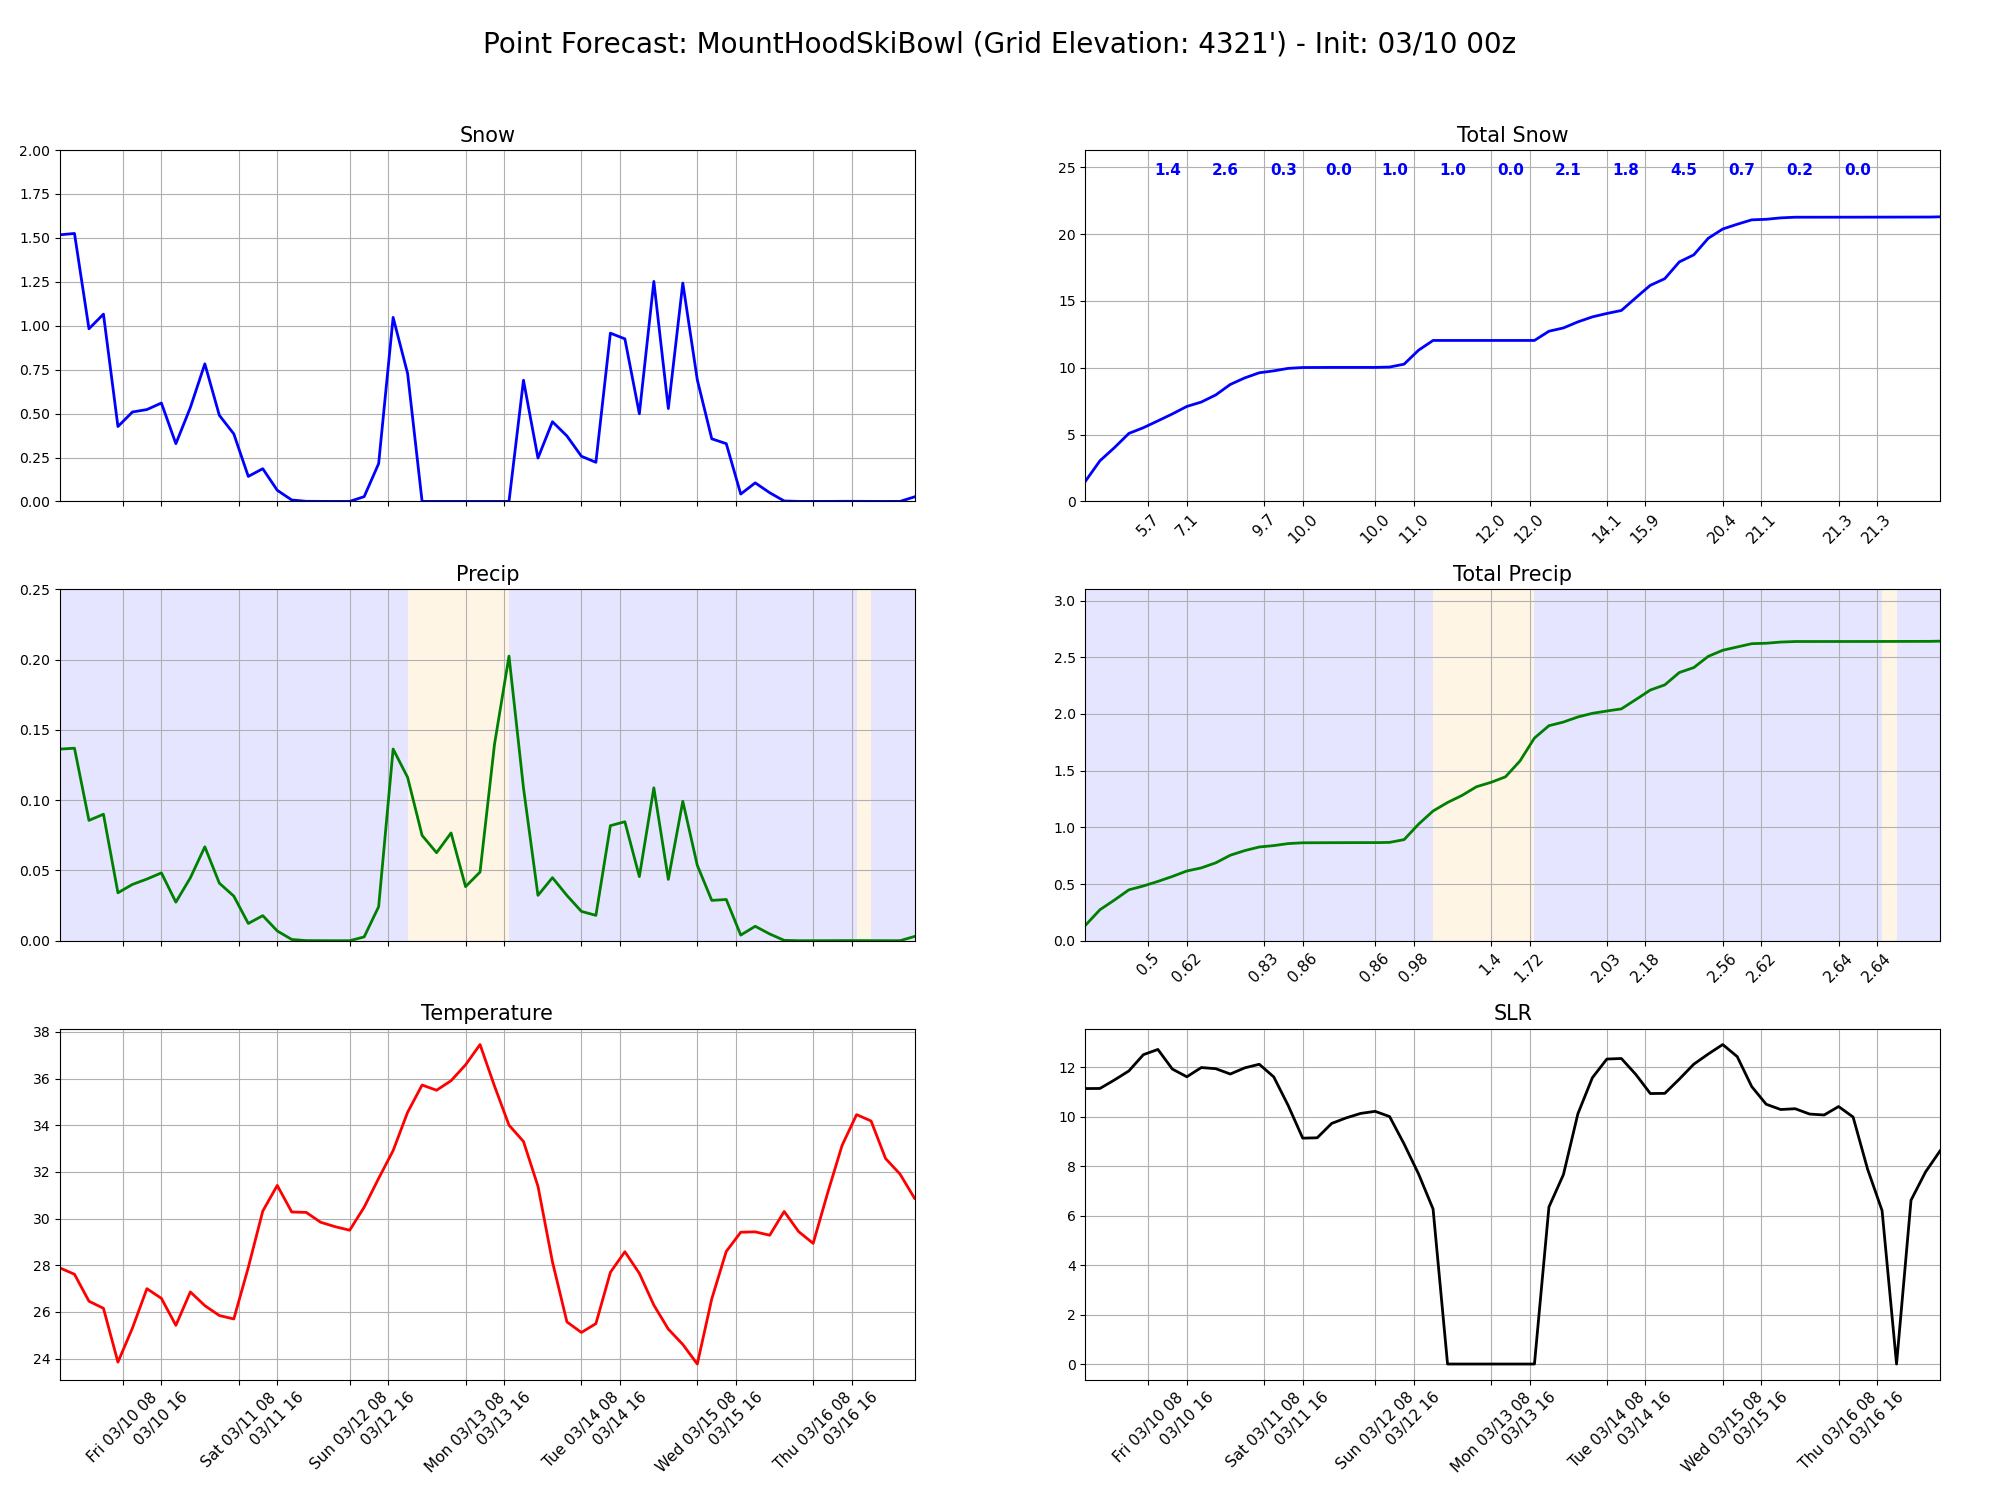 Point Forecast: MountHoodSkiBowl (Grid Elevation: 4321') - Init: 03/10 00z
Snow
2.00
1.75
1.50
1.25
1.00
0.75
0.50
0.25
0.00
Total Snow
25
20
15
10
5
0
1.4 2.6 0.3 0.0 1.0 1.0 0.0 2.1 1.8 4.5 0.7 0.2 0.0
5.7 7.1 9.7 10.0 10.0 11.0 12.0 12.0 14.1 15.9 20.4 21.1 21.3 21.3
Precip
0.25
0.20
0.15
0.10
0.05
0.00
Total Precip
3.0
2.5
2.0
1.5
1.0
0.5
0.0
0.5 0.62 0.83 0.86 0.86 0.98 1.4 1.72 2.03 2.18 2.56 2.62 2.64 2.64
Temperature
38
36
34
32
30
28
26
24
Fri 03/10 08
03/10 16
Sat 03/11 08
03/11 16
Sun 03/12 08
03/12 16
Mon 03/13 08
03/13 16
Tue 03/14 08
03/14 16
Wed 03/15 08
03/15 16
Thu 03/16 08
03/16 16
SLR
12
10
8
6
4
2
0
Fri 03/10 08
03/10 16
Sat 03/11 08
03/11 16
Sun 03/12 08
03/12 16
Mon 03/13 08
03/13 16
Tue 03/14 08
03/14 16
Wed 03/15 08
03/15 16
Thu 03/16 08
03/16 16